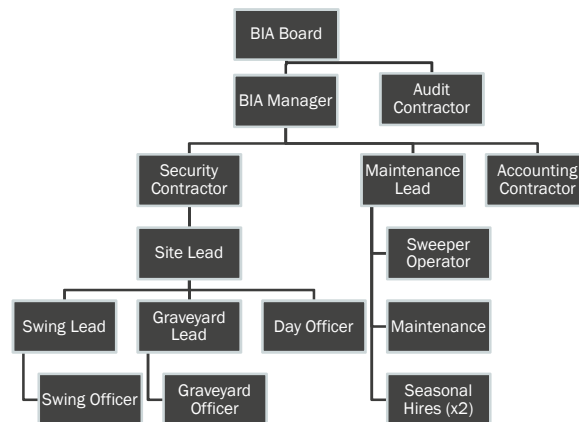 BIA Board
BIA Manager
Audit
Contractor
Security
Contractor
Maintenance
Lead
Accounting
Contractor
Site Lead
Sweeper
Operator
Swing Lead
Graveyard
Lead
Day Officer
Maintenance
Swing Officer
Graveyard
Officer
Seasonal
Hires (x2)